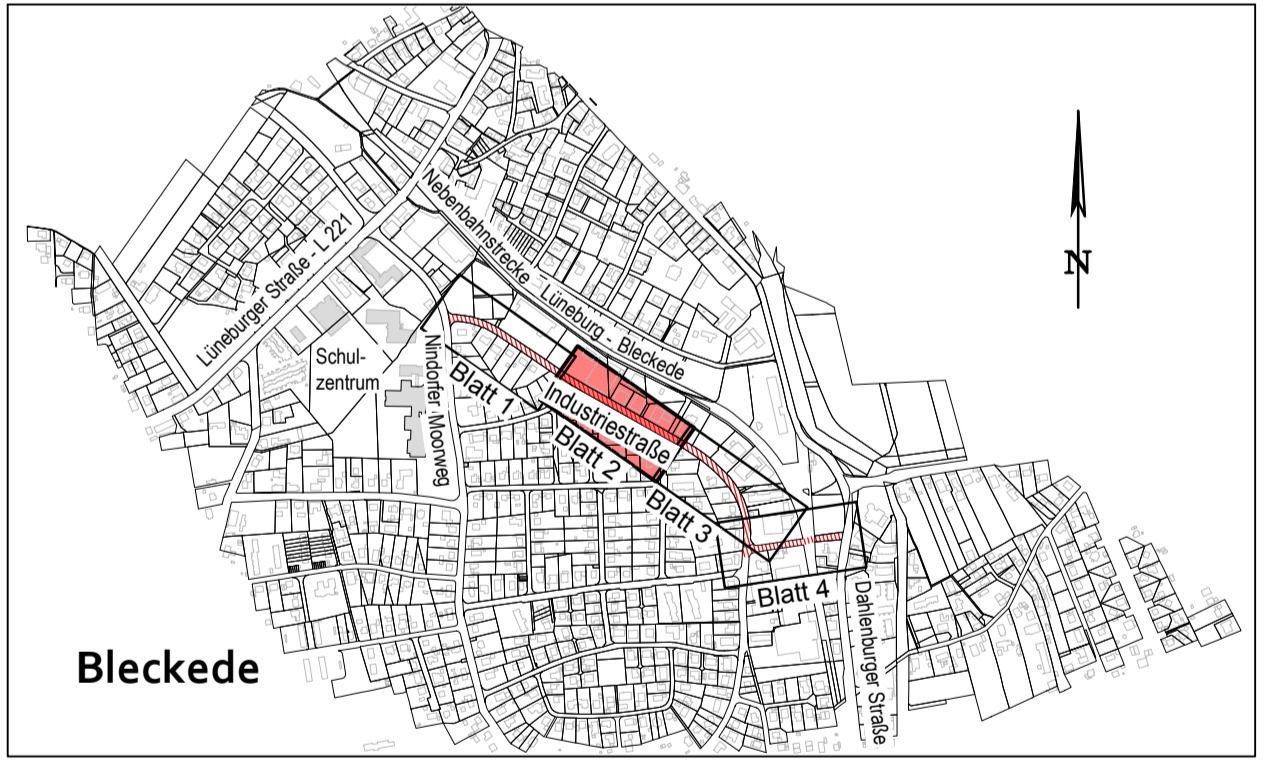 Nebenbahnstrecke - Lüneburg - Bleckede
Lüneburger Straße - L 221
N
Schul-
zentrum
Nindorfer Moorweg
Blatt 1
Industriestraße
Blatt 2
Blatt 3
Blatt 4
Dahlenburger Straße
Bleckede